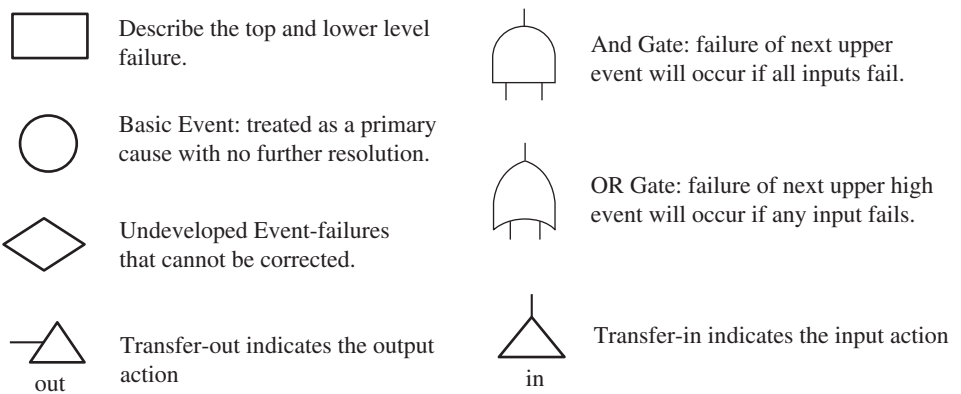 Describe the top and lower level
failure.
Basic Event: treated as a primary
cause with no further resolution.
Undeveloped Event-failures
that cannot be corrected.
Transfer-out indicates the output
action
out
And Gate: failure of next upper
event will occur if all inputs fail.
OR Gate: failure of next upper high
event will occur if any input fails.
Transfer-in indicates the input action
in